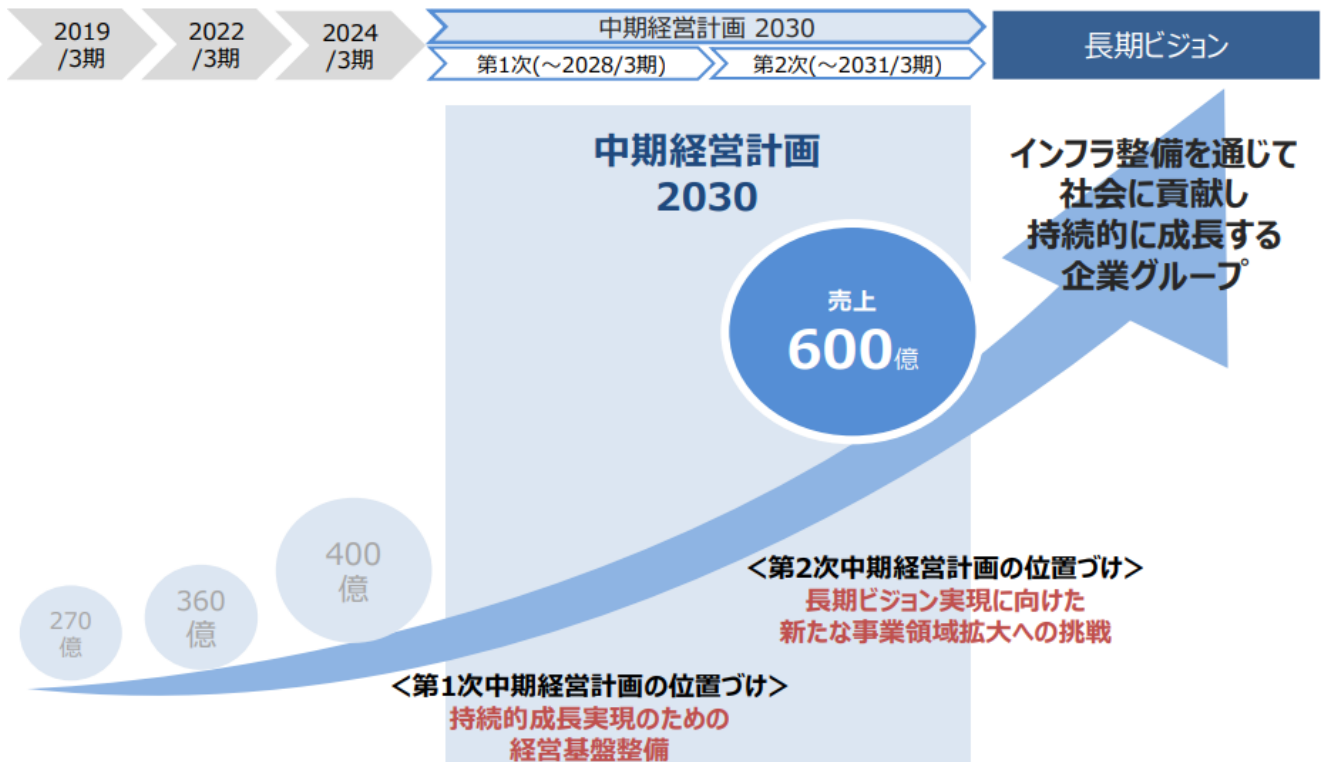 2019
/3期
2022
/3期
2024
/3期
中期経営計画 2030
第1次(~2028/3期)
第2次(~2031/3期)
長期ビジョン
中期経営計画
2030
インフラ整備を通じて
社会に貢献し
持続的に成長する
企業グループ
売上
600億
400
億
360
億
270
億
<第2次中期経営計画の位置づけ>
長期ビジョン実現に向けた
新たな事業領域拡大への挑戦
<第1次中期経営計画の位置づけ>
持続的成長実現のための
経営基盤整備